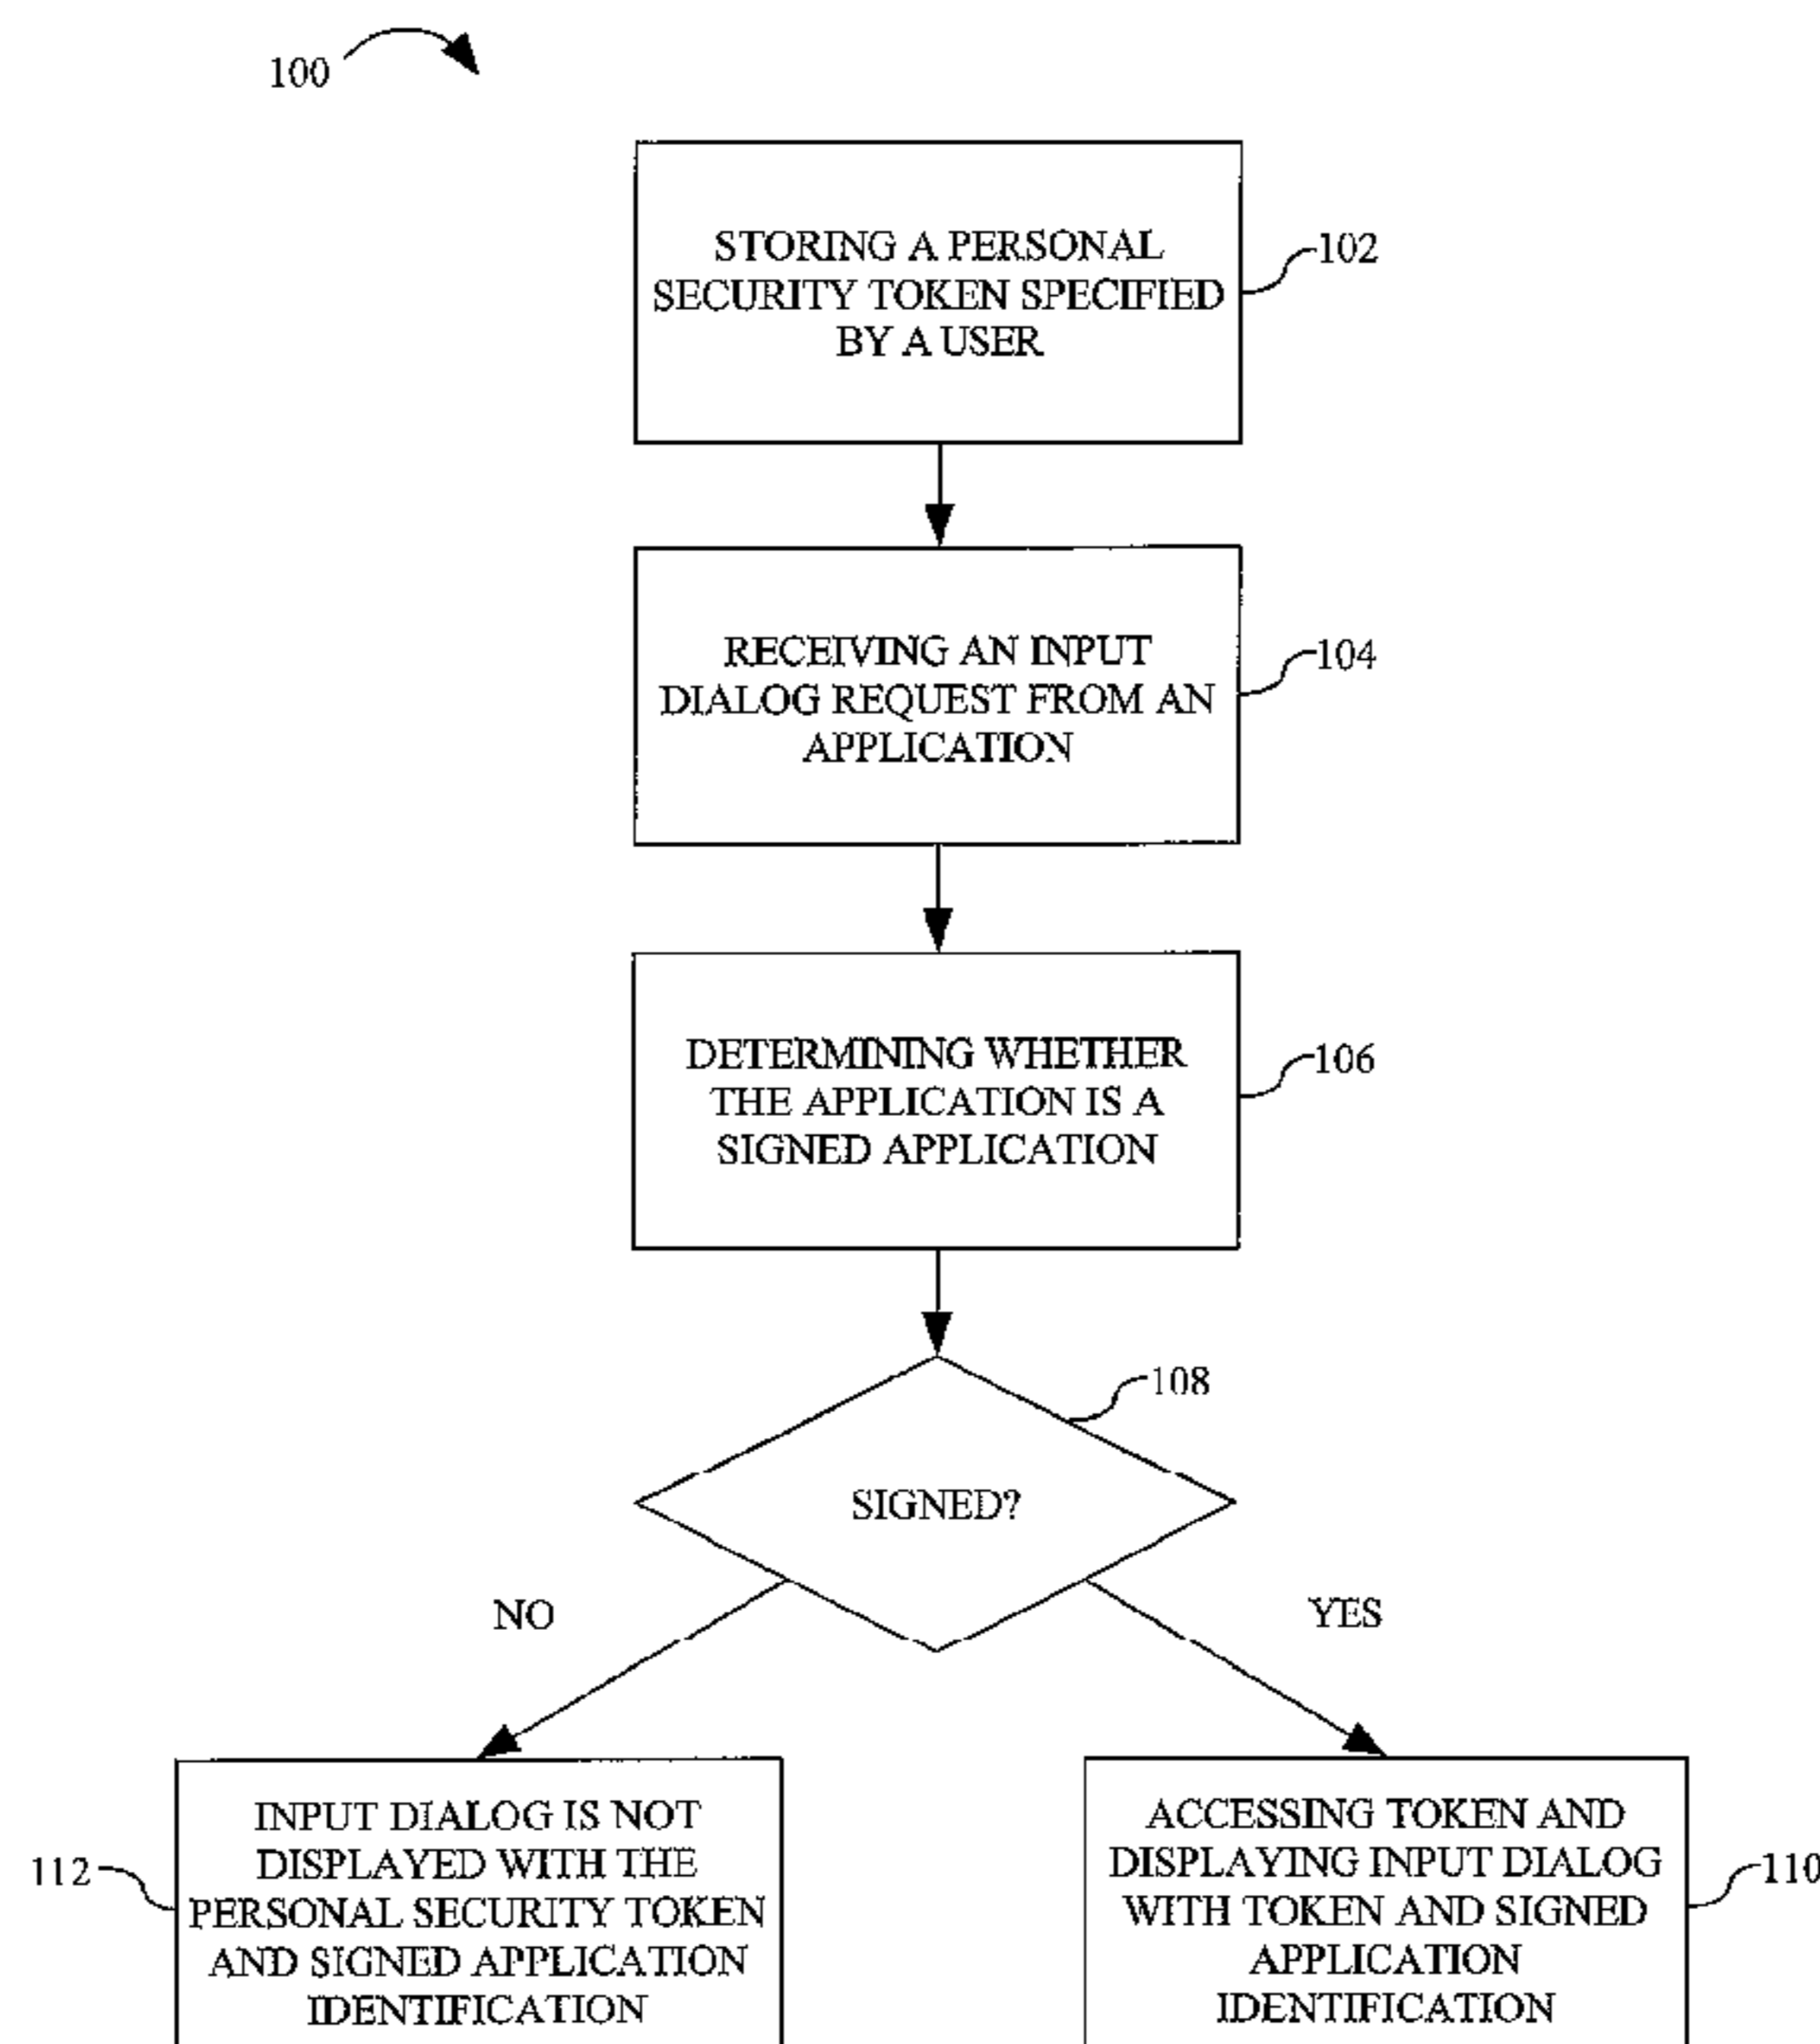 100
STORING A PERSONAL
SECURITY TOKEN SPECIFIED
BY A USER
102
RECEIVING AN INPUT
DIALOG REQUEST FROM AN
APPLICATION
104
DETERMINING WHETHER
THE APPLICATION IS A
SIGNED APPLICATION
106
108
SIGNED?
NO
YES
112
INPUT DIALOG IS NOT
DISPLAYED WITH THE
PERSONAL SECURITY TOKEN
AND SIGNED APPLICATION
IDENTIFICATION
ACCESSING TOKEN AND
DISPLAYING INPUT DIALOG
WITH TOKEN AND SIGNED
APPLICATION
IDENTIFICATION
110